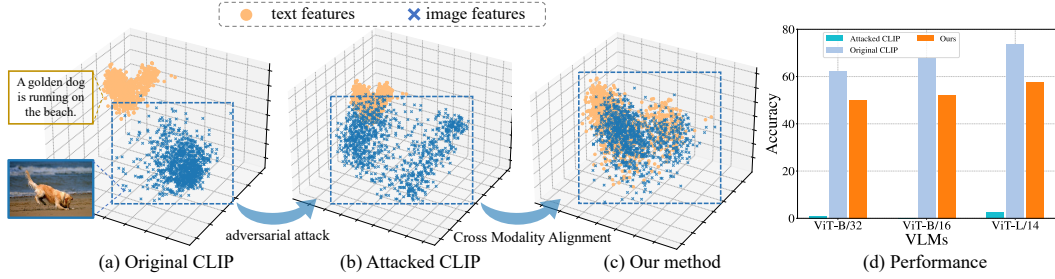 text features
image features
A golden dog
is running on
the beach.
adversarial attack
Cross Modality Alignment
(a) Original CLIP
(b) Attacked CLIP
(c) Our method
Attacked CLIP
Original CLIP
Ours
Accuracy
80
60
40
20
0
ViT-B/32
ViT-B/16
ViT-L/14
VLMs
(d) Performance